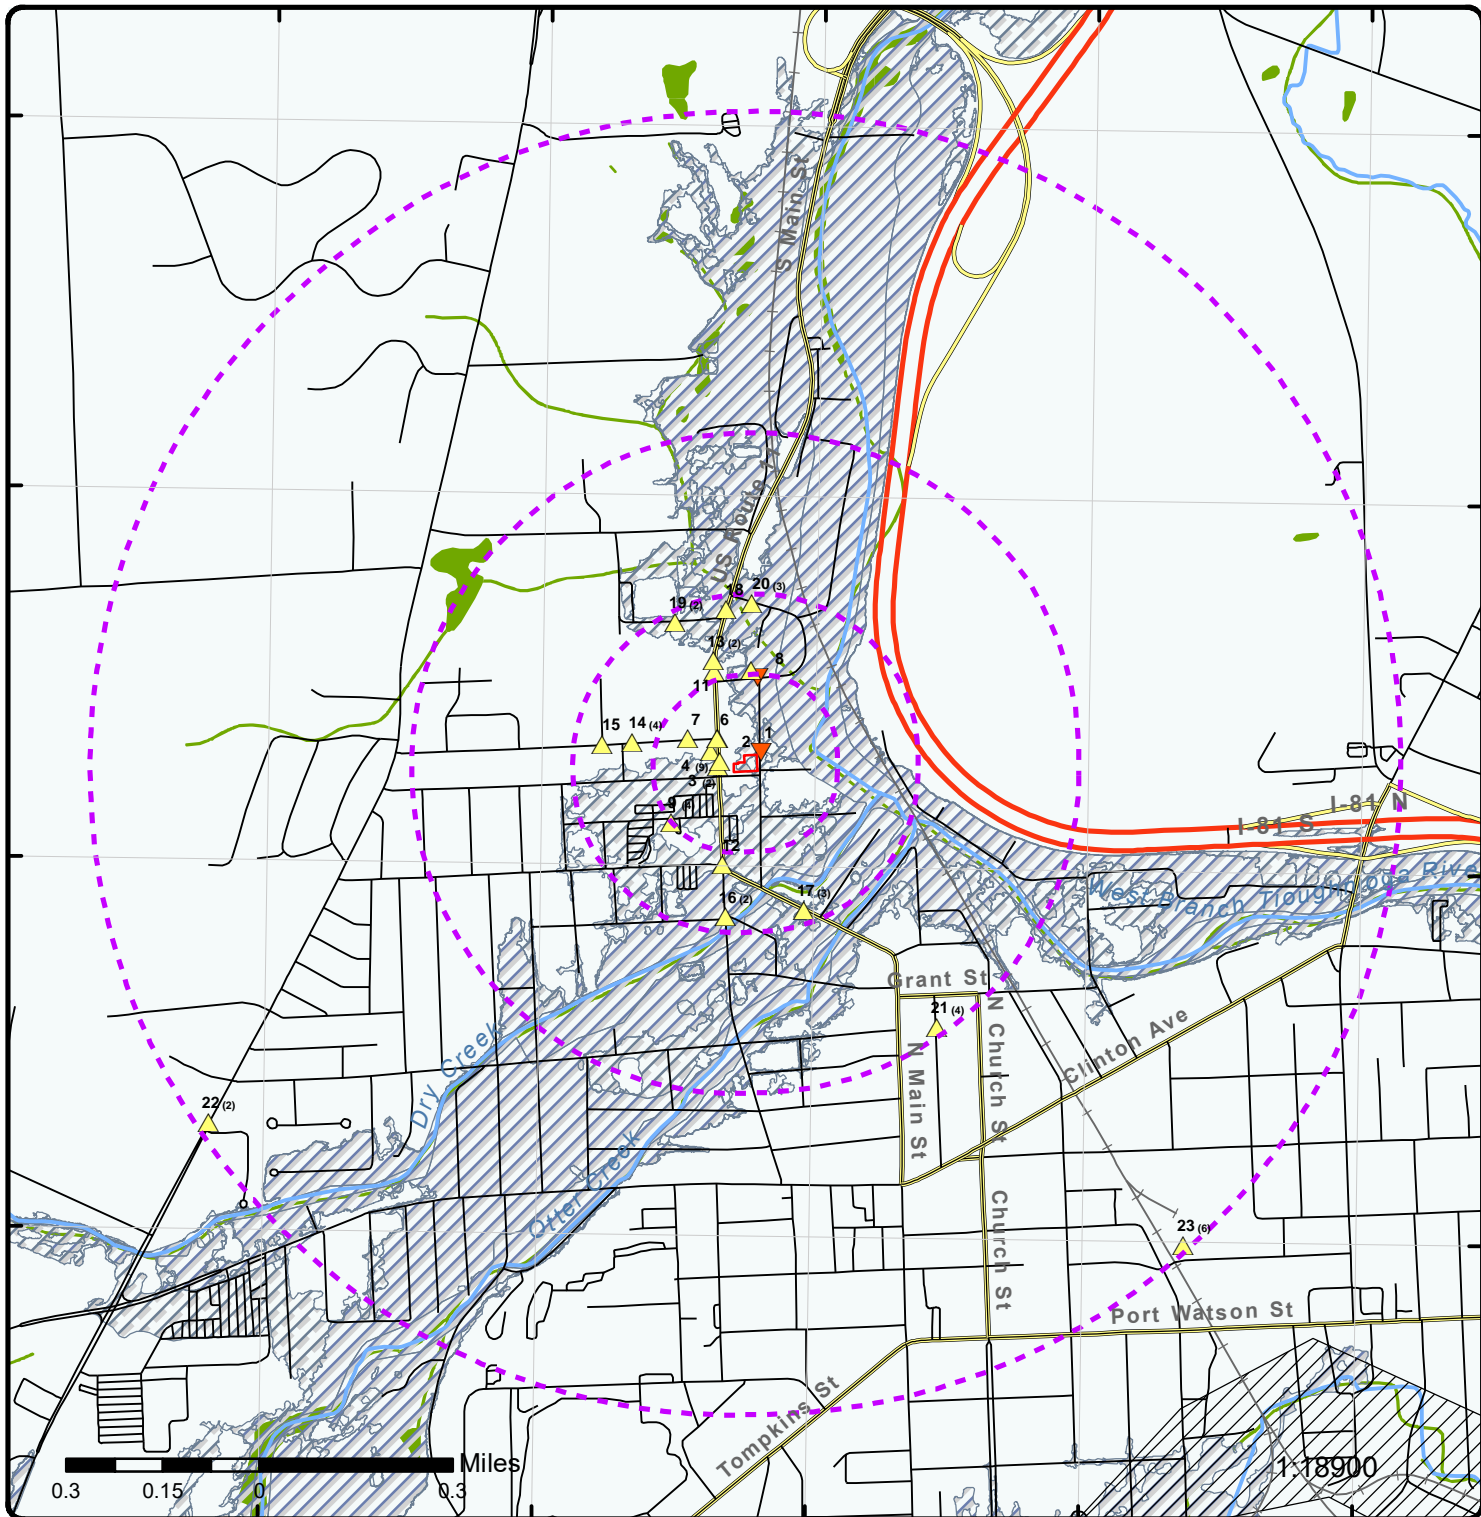 S Main St
US Route 11
20 (3)
18
19 (2)
13 (2)
8
11
15
14 (4)
7
6
1
2
4 (9)
3 (2)
9 (4)
12
I-81 N
I-81 S
West Branch Tioughnioga River
17 (3)
16 (2)
Grant St
21 (4)
N Church St
N Main St
Clinton Ave
Dry Creek
22 (2)
Otter Creek
Church St
23 (6)
Port Watson St
Tompkins St
Miles
1:18900
0.3 0.15 0 0.3